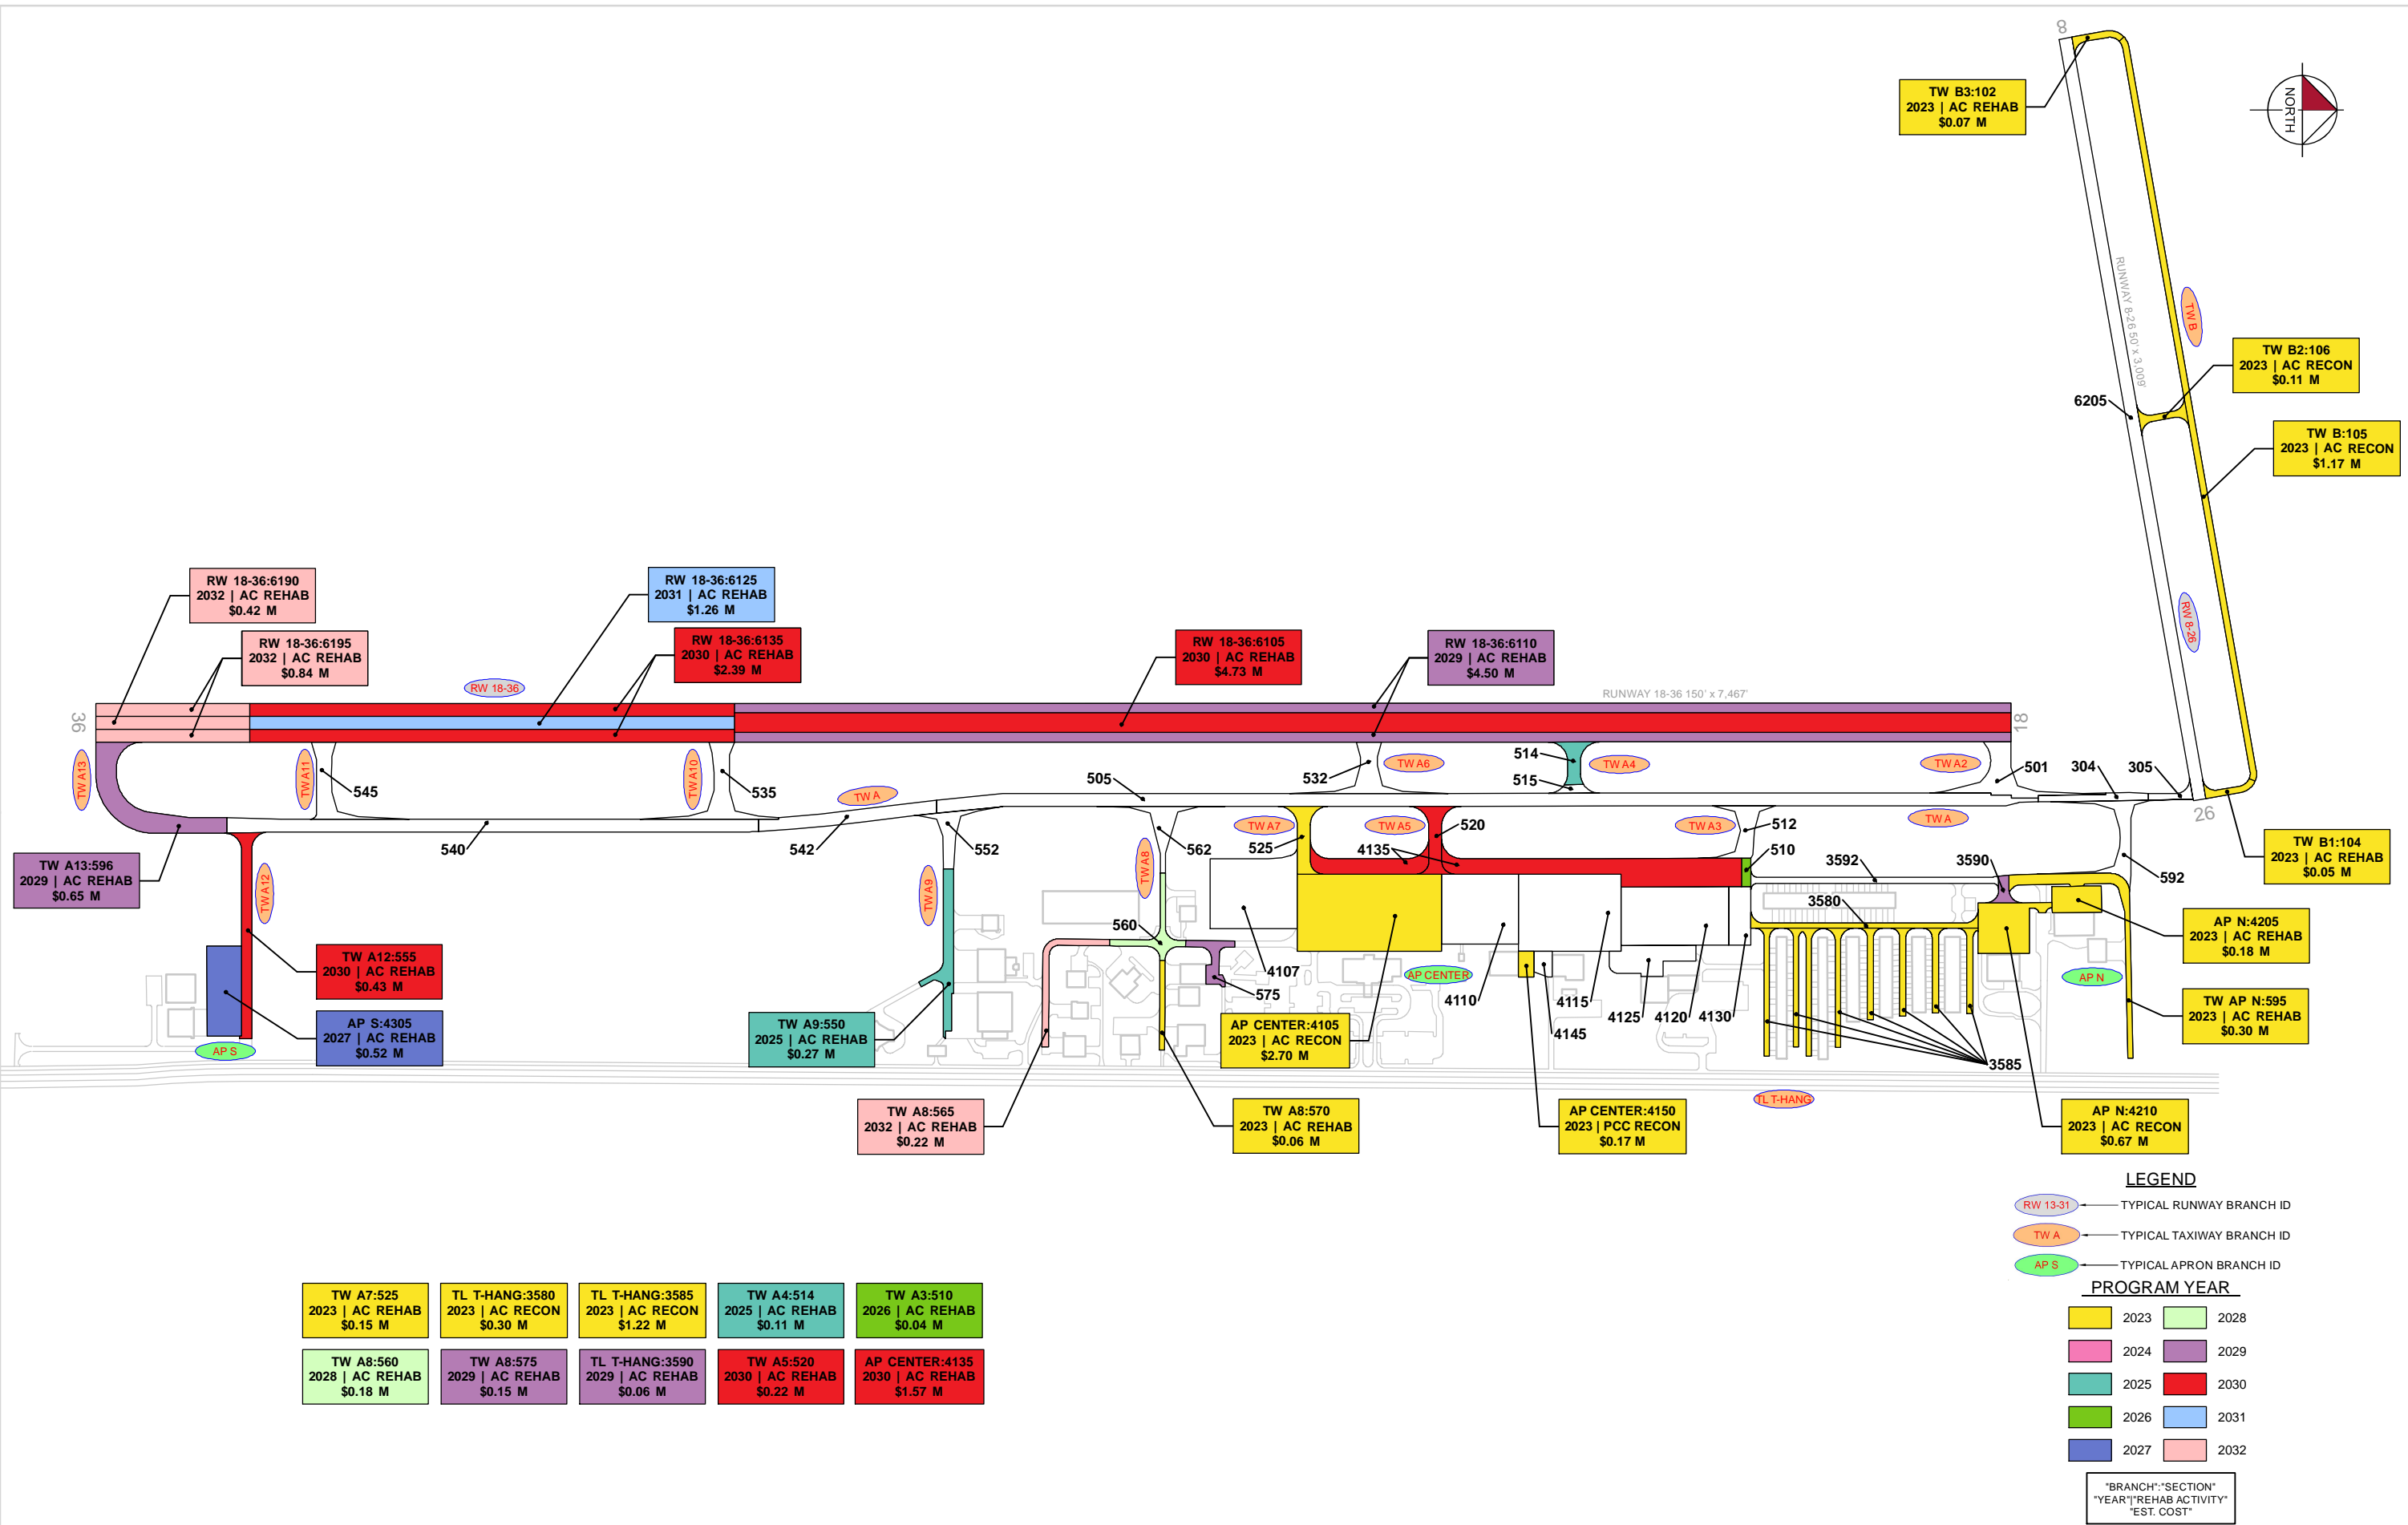 8
TW B3:102
2023 | AC REHAB
$0.07 M
NORTH
RUNWAY 8-26 50' x 3,009'
TW B
TW B2:106
2023 | AC RECON
$0.11 M
6205
TW B:105
2023 | AC RECON
$1.17 M
RW 8-26
RW 18-36:6190
2032 | AC REHAB
$0.42 M
RW 18-36:6125
2031 | AC REHAB
$1.26 M
RW 18-36:6195
2032 | AC REHAB
$0.84 M
RW 18-36:6135
2030 | AC REHAB
$2.39 M
RW 18-36:6105
2030 | AC REHAB
$4.73 M
RW 18-36:6110
2029 | AC REHAB
$4.50 M
RW 18-36
RUNWAY 18-36 150' x 7,467'
36
18
TW A13
TW A11
545
TW A10
535
TW A
505
532
TW A6
514
515
TW A4
TW A2
501
304
305
26
540
542
552
562
TW A7
525
TW A5
520
4135
TW A3
512
510
TW A
3592
3590
592
TW B1:104
2023 | AC REHAB
$0.05 M
TW A13:596
2029 | AC REHAB
$0.65 M
TW A12
TW A9
TW A8
560
3580
AP N:4205
2023 | AC REHAB
$0.18 M
TW A12:555
2030 | AC REHAB
$0.43 M
4107
575
AP CENTER
4110
4115
4145
4125
4120
4130
AP N
TW AP N:595
2023 | AC REHAB
$0.30 M
AP S:4305
2027 | AC REHAB
$0.52 M
AP S
TW A9:550
2025 | AC REHAB
$0.27 M
AP CENTER:4105
2023 | AC RECON
$2.70 M
3585
TL T-HANG
TW A8:565
2032 | AC REHAB
$0.22 M
TW A8:570
2023 | AC REHAB
$0.06 M
AP CENTER:4150
2023 | PCC RECON
$0.17 M
AP N:4210
2023 | AC RECON
$0.67 M
LEGEND
RW 13-31 TYPICAL RUNWAY BRANCH ID
TW A TYPICAL TAXIWAY BRANCH ID
AP S TYPICAL APRON BRANCH ID
PROGRAM YEAR
2023 2028
2024 2029
2025 2030
2026 2031
2027 2032
"BRANCH":"SECTION"
"YEAR"|"REHAB ACTIVITY"
"EST. COST"
TW A7:525
2023 | AC REHAB
$0.15 M
TL T-HANG:3580
2023 | AC RECON
$0.30 M
TL T-HANG:3585
2023 | AC RECON
$1.22 M
TW A4:514
2025 | AC REHAB
$0.11 M
TW A3:510
2026 | AC REHAB
$0.04 M
TW A8:560
2028 | AC REHAB
$0.18 M
TW A8:575
2029 | AC REHAB
$0.15 M
TL T-HANG:3590
2029 | AC REHAB
$0.06 M
TW A5:520
2030 | AC REHAB
$0.22 M
AP CENTER:4135
2030 | AC REHAB
$1.57 M